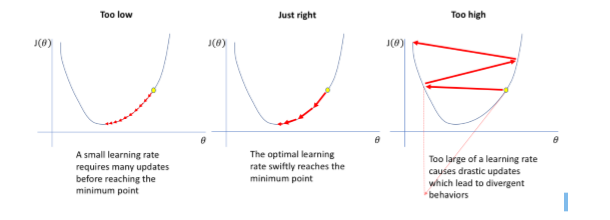 Too low
Just right
Too high
J(θ)
J(θ)
J(θ)
θ
θ
θ
A small learning rate
requires many updates
before reaching the
minimum point
The optimal learning
rate swiftly reaches the
minimum point
Too large of a learning rate
causes drastic updates
which lead to divergent
behaviors